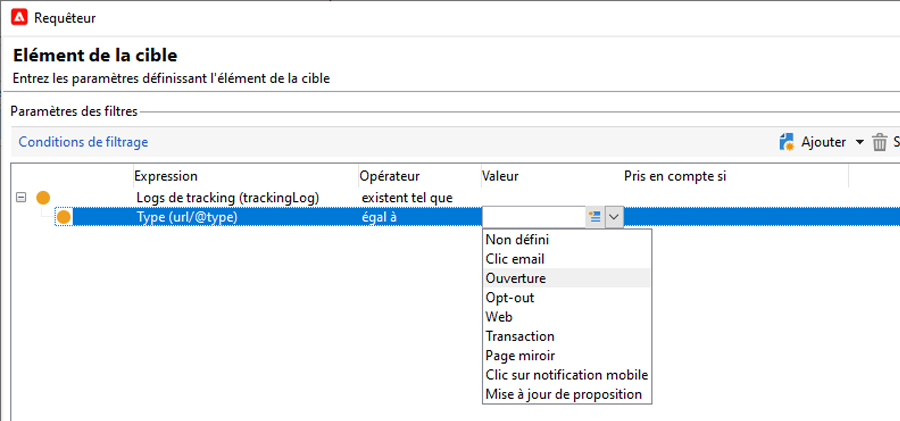 Requêteur
Elément de la cible
Entrez les paramètres définissant l'élément de la cible
Paramètres des filtres
Conditions de filtrage Ajouter S
Expression Opérateur Valeur Pris en compte si
Logs de tracking (trackingLog) existent tel que
Type (url/@type) égal à
Non défini
Clic email
Ouverture
Opt-out
Web
Transaction
Page miroir
Clic sur notification mobile
Mise à jour de proposition